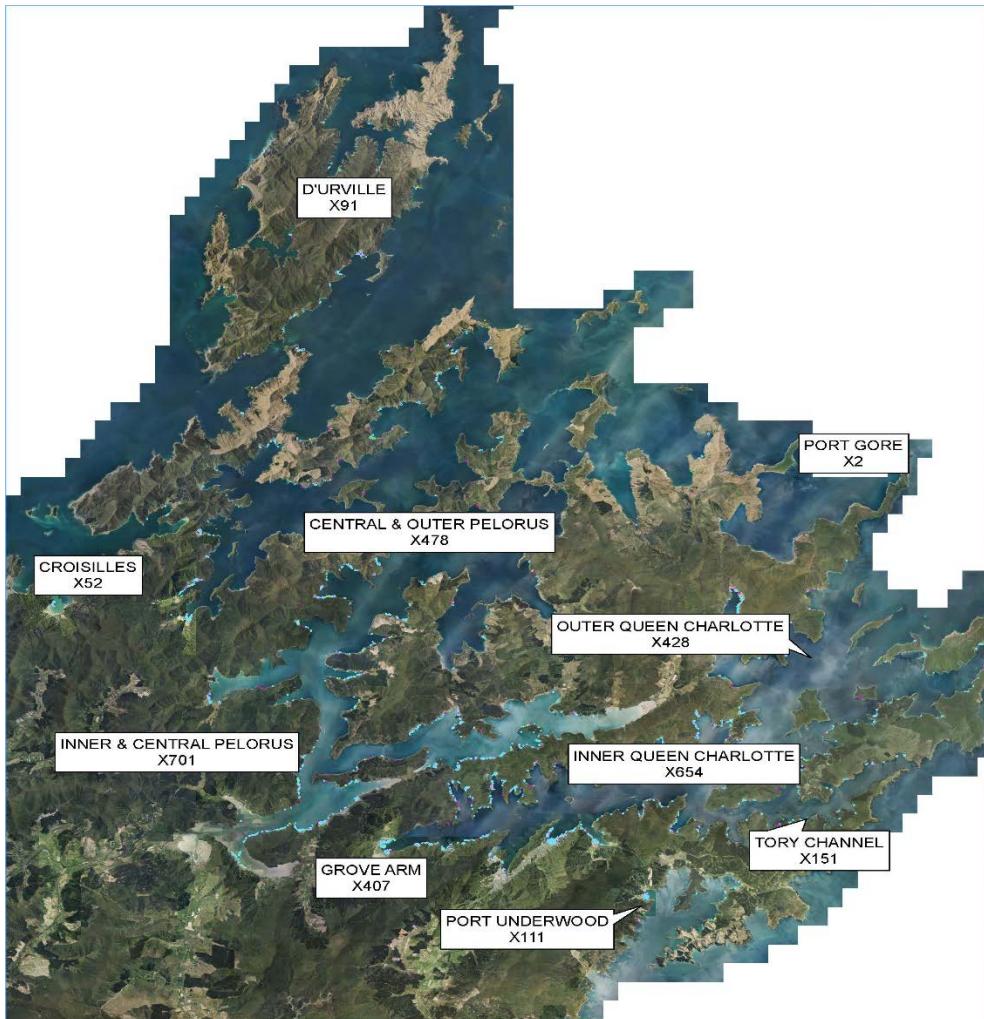 D'URVILLE
X91
PORT GORE
X2
CENTRAL & OUTER PELORUS
X478
CROISILLES
X52
OUTER QUEEN CHARLOTTE
X428
INNER & CENTRAL PELORUS
X701
INNER QUEEN CHARLOTTE
X654
TORY CHANNEL
X151
GROVE ARM
X407
PORT UNDERWOOD
X111